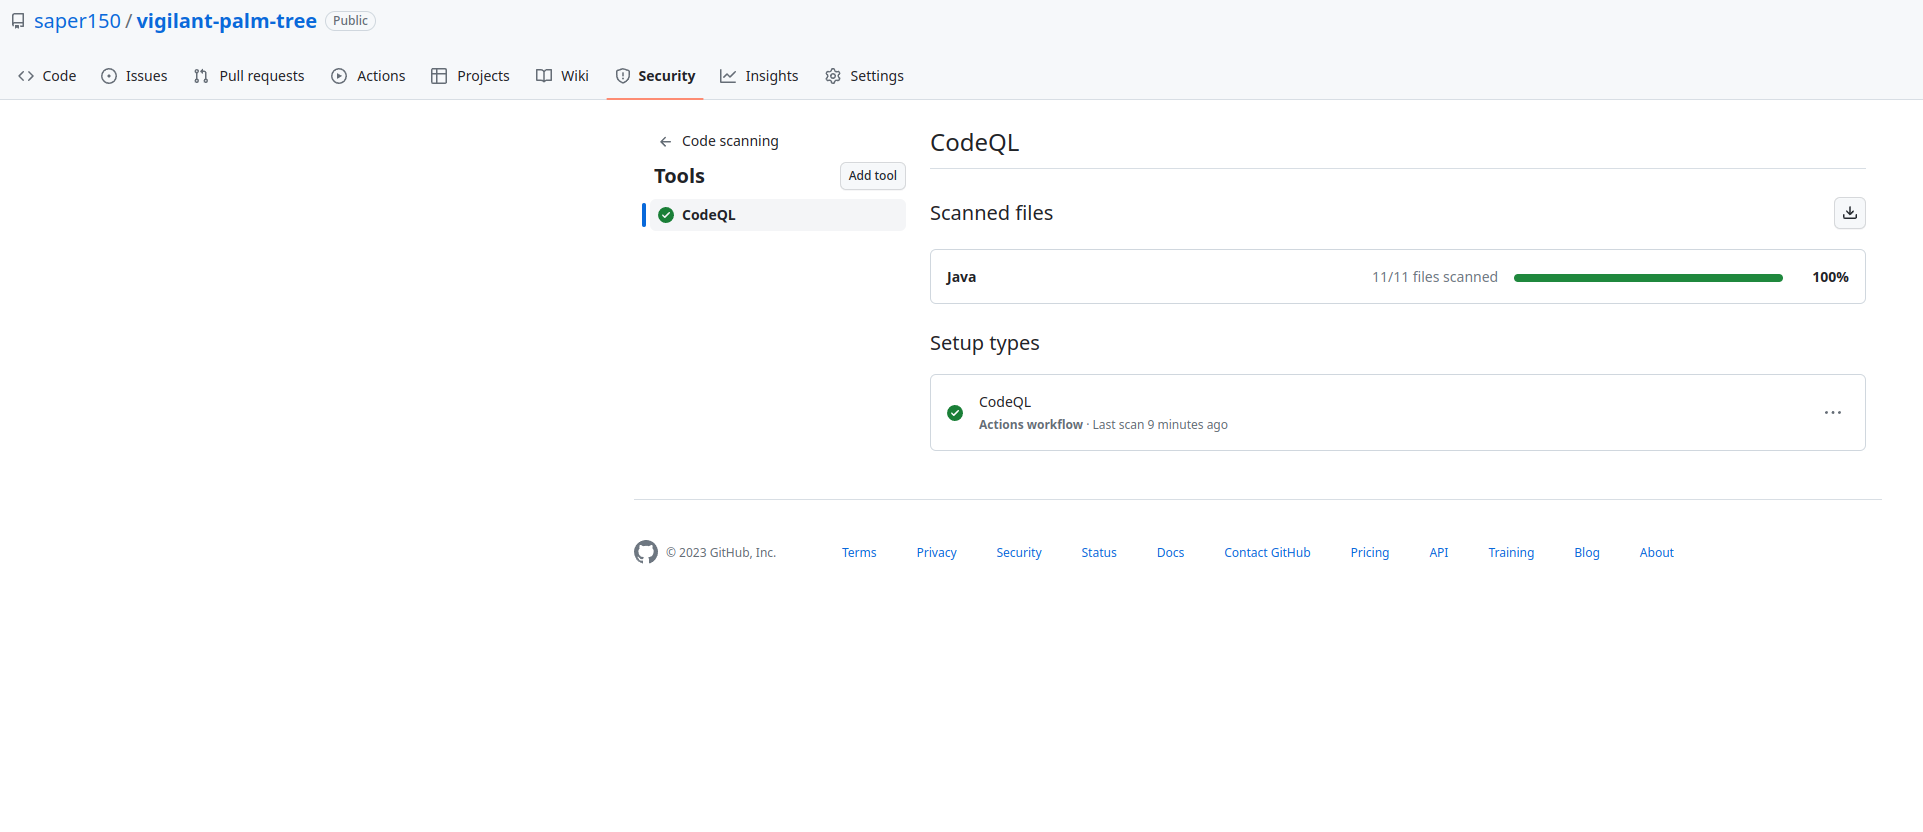 saper150 / vigilant-palm-tree Public
Code Issues Pull requests Actions Projects Wiki Security Insights Settings
Code scanning
Tools Add tool
CodeQL
CodeQL
Scanned files
Java 11/11 files scanned 100%
Setup types
CodeQL
Actions workflow · Last scan 9 minutes ago
© 2023 GitHub, Inc. Terms Privacy Security Status Docs Contact GitHub Pricing API Training Blog About